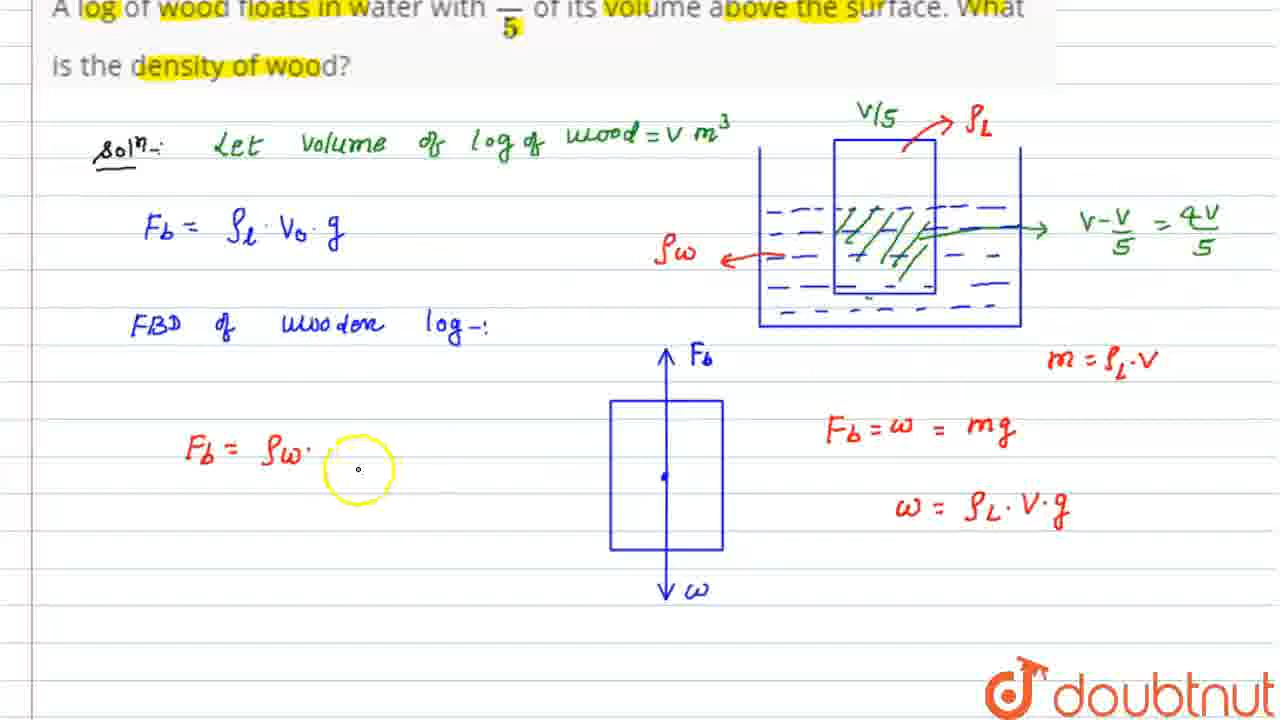 A log of wood floats in water with — of its volume above the surface. What
5
is the density of wood?
Solⁿ-: Let volume of log of wood = V m³
V/5
ρL
Fb = ρl · V₀ · g
ρω
V - V/5 = 4V/5
FBD of wooden log -:
Fb
m = ρL · V
Fb = ρω ·
Fb = ω = mg
ω = ρL · V · g
ω
doubtnut